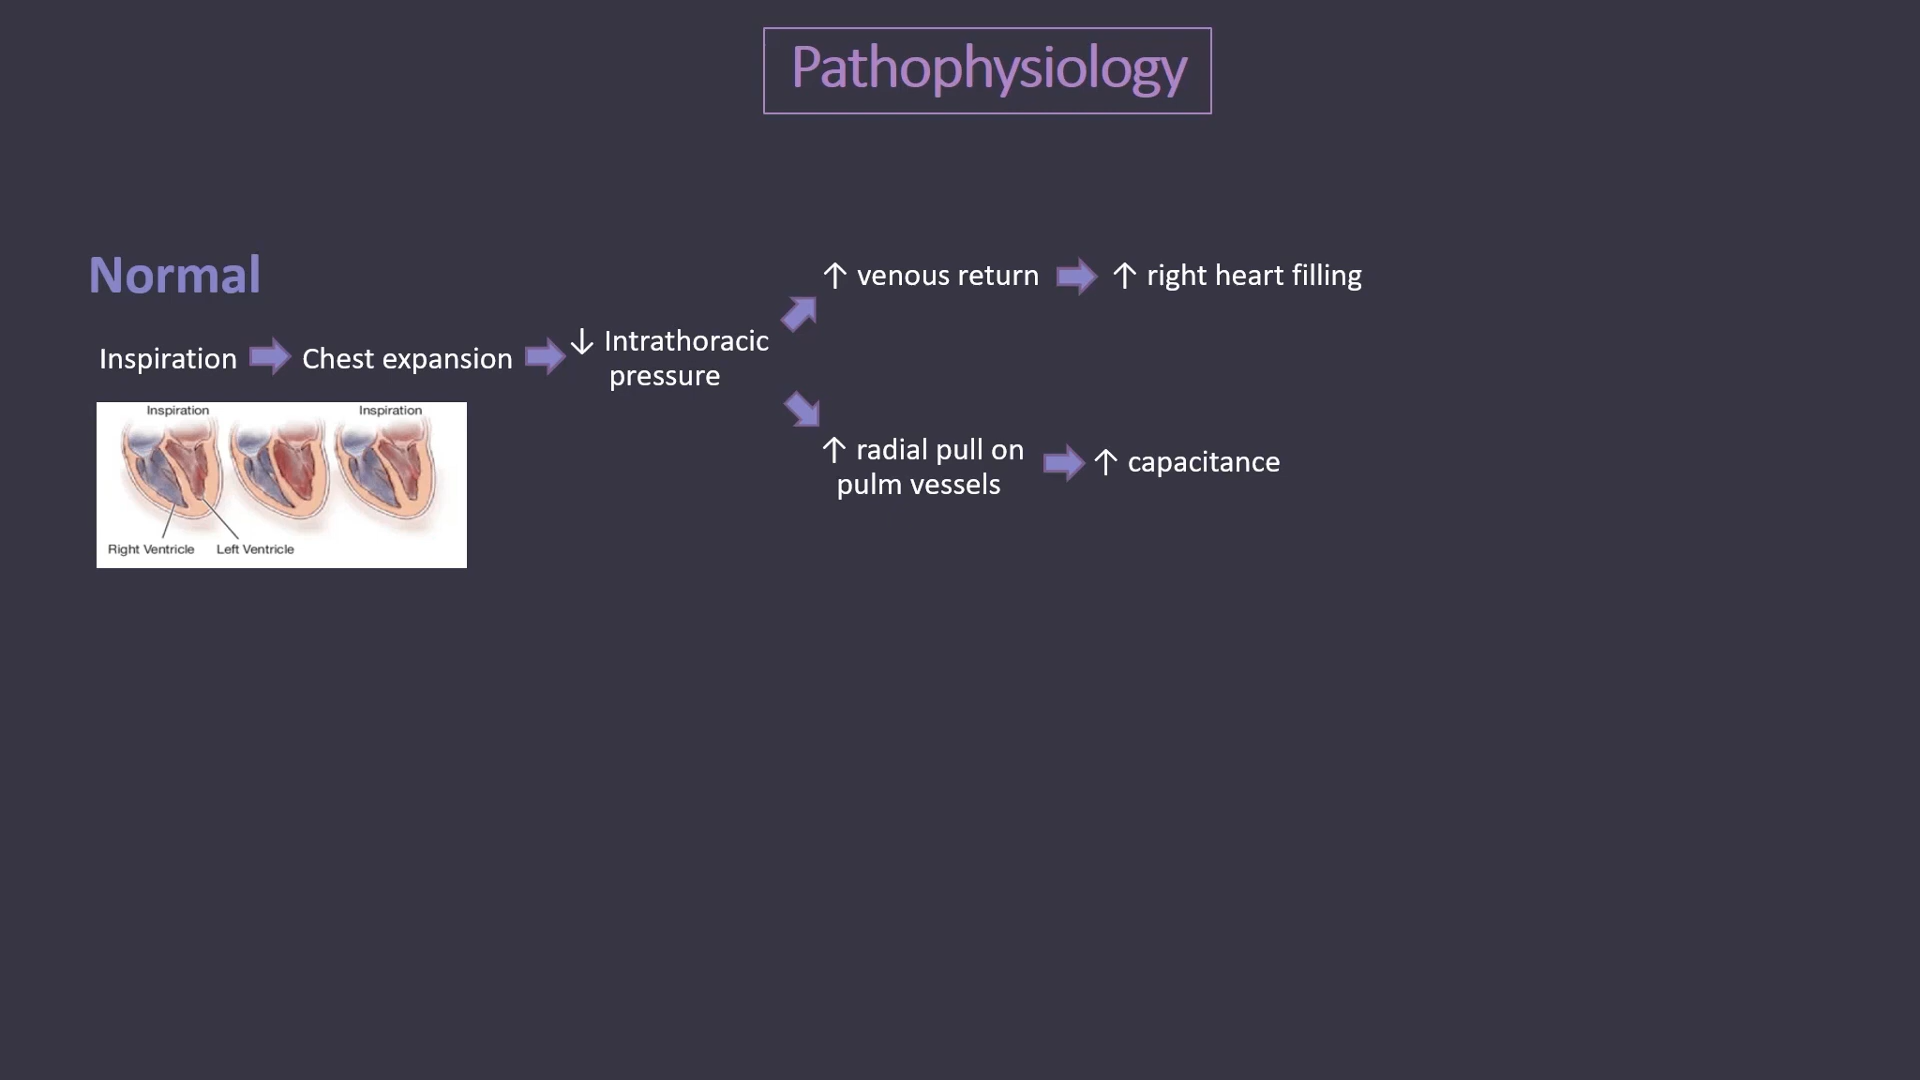 Pathophysiology
Normal
Inspiration
Chest expansion
↓ Intrathoracic
pressure
↑ venous return
↑ right heart filling
↑ radial pull on
pulm vessels
↑ capacitance
Inspiration
Inspiration
Right Ventricle
Left Ventricle